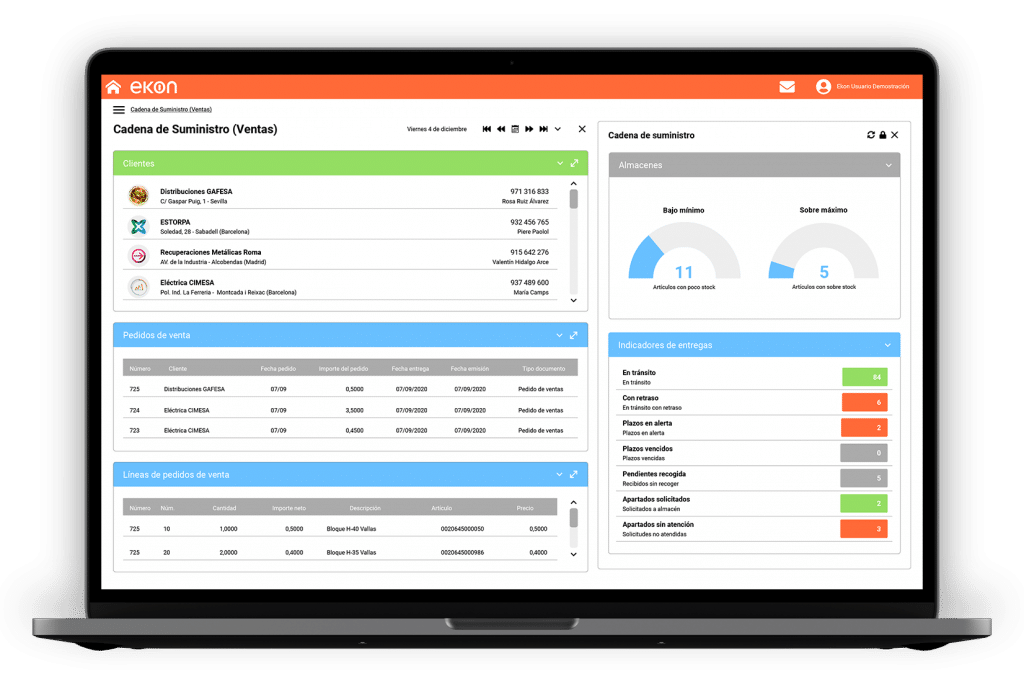 ekon
Ekon Usuario Demostración
Cadena de Suministro (Ventas)
Cadena de Suministro (Ventas)
Viernes 4 de diciembre
Clientes
Distribuciones GAFESA 971 316 833
C/ Gaspar Puig, 1 - Sevilla Rosa Ruiz Álvarez
ESTORPA 932 456 765
Soledad, 28 - Sabadell (Barcelona) Piere Paolol
Recuperaciones Metálicas Roma 915 642 276
AV. de la Industria - Alcobendas (Madrid) Valentín Hidalgo Arce
Eléctrica CIMESA 937 489 600
Pol. Ind. La Ferreria - Montcada i Reixac (Barcelona) María Camps
Pedidos de venta
Número Cliente Fecha pedido Importe del pedido Fecha entrega Fecha emisión Tipo documento
725 Distribuciones GAFESA 07/09 0,5000 07/09/2020 07/09/2020 Pedido de ventas
724 Eléctrica CIMESA 07/09 3,5000 07/09/2020 07/09/2020 Pedido de ventas
723 Eléctrica CIMESA 07/09 0,4500 07/09/2020 07/09/2020 Pedido de ventas
Líneas de pedidos de venta
Número Núm. Cantidad Importe neto Descripción Artículo Precio
725 10 1,0000 0,5000 Bloque H-40 Vallas 0020645000050 0,5000
725 20 2,0000 0,4000 Bloque H-35 Vallas 0020645000986 0,4000
Cadena de suministro
Almacenes
Bajo mínimo
11
Artículos con poco stock
Sobre máximo
5
Artículos con sobre stock
Indicadores de entregas
En tránsito 84
En tránsito
Con retraso 6
En tránsito con retraso
Plazos en alerta 2
Plazos en alerta
Plazos vencidos 0
Plazos vencidas
Pendientes recogida 5
Recibidos sin recoger
Apartados solicitados 2
Solicitados a almacén
Apartados sin atención 3
Solicitudes no atendidas